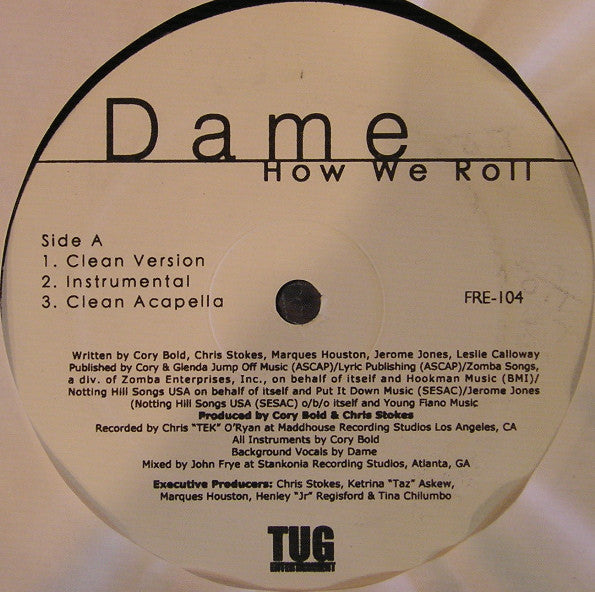 Dame
How We Roll
Side A
1. Clean Version
2. Instrumental
3. Clean Acapella
FRE-104
Written by Cory Bold, Chris Stokes, Marques Houston, Jerome Jones, Leslie Calloway
Published by Cory & Glenda Jump Off Music (ASCAP)/Lyric Publishing (ASCAP)/Zomba Songs,
a div. of Zomba Enterprises, Inc., on behalf of itself and Hookman Music (BMI)/
Notting Hill Songs USA on behalf of itself and Put It Down Music (SESAC)/Jerome Jones
(Notting Hill Songs USA (SESAC) o/b/o itself and Young Fiano Music
Produced by Cory Bold & Chris Stokes
Recorded by Chris "TEK" O'Ryan at Maddhouse Recording Studios Los Angeles, CA
All Instruments by Cory Bold
Background Vocals by Dame
Mixed by John Frye at Stankonia Recording Studios, Atlanta, GA
Executive Producers: Chris Stokes, Ketrina "Taz" Askew,
Marques Houston, Henley "Jr" Regisford & Tina Chilumbo
TUG
ENTERTAINMENT